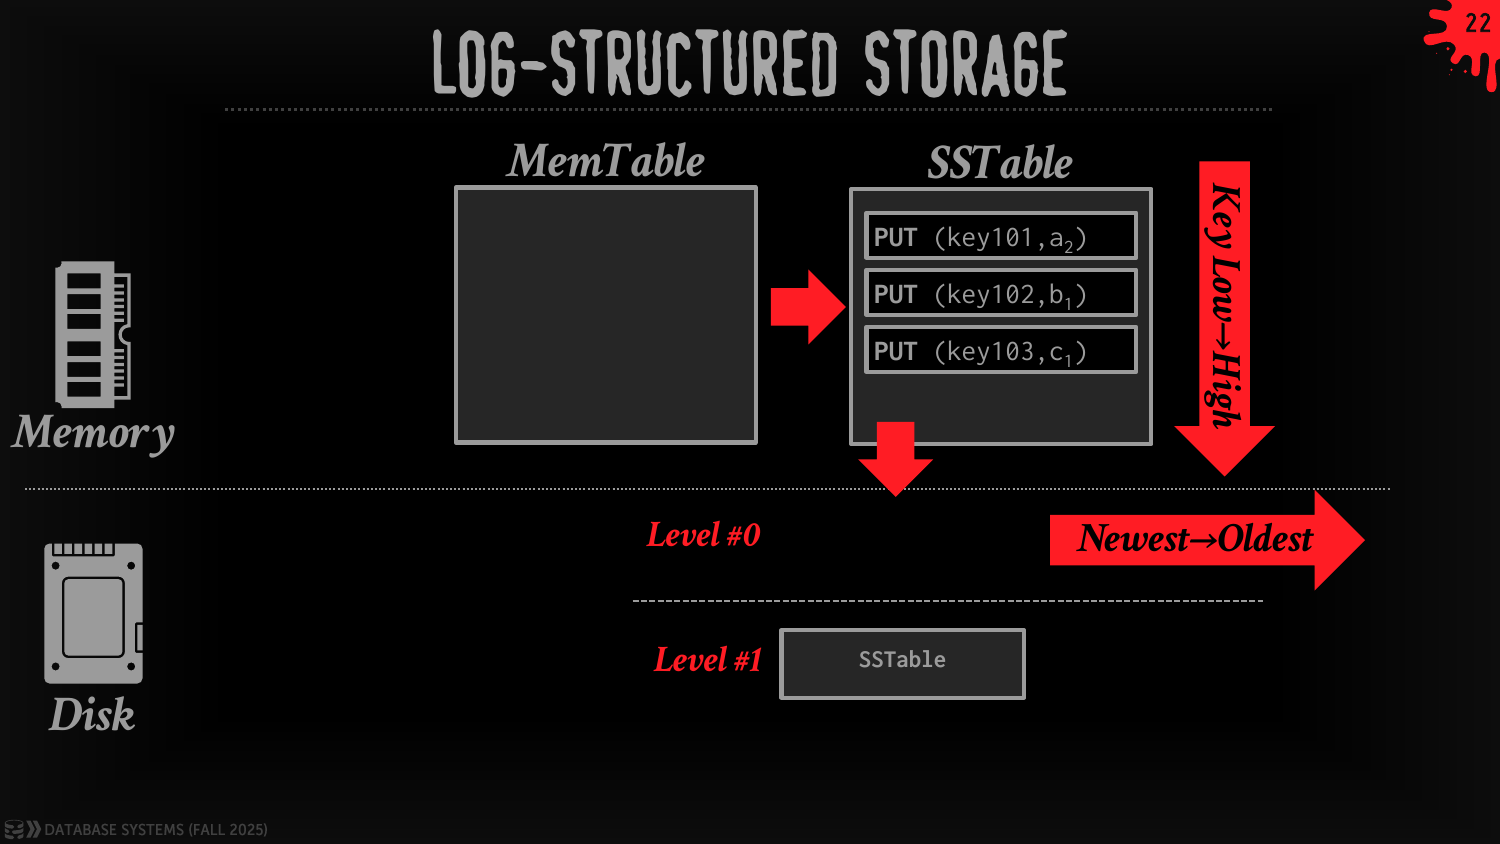 22
LOG-STRUCTURED STORAGE
MemTable
SSTable
PUT (key101,a₂)
PUT (key102,b₁)
PUT (key103,c₁)
Key Low→High
Memory
Level #0
Newest→Oldest
Level #1
SSTable
Disk
DATABASE SYSTEMS (FALL 2025)